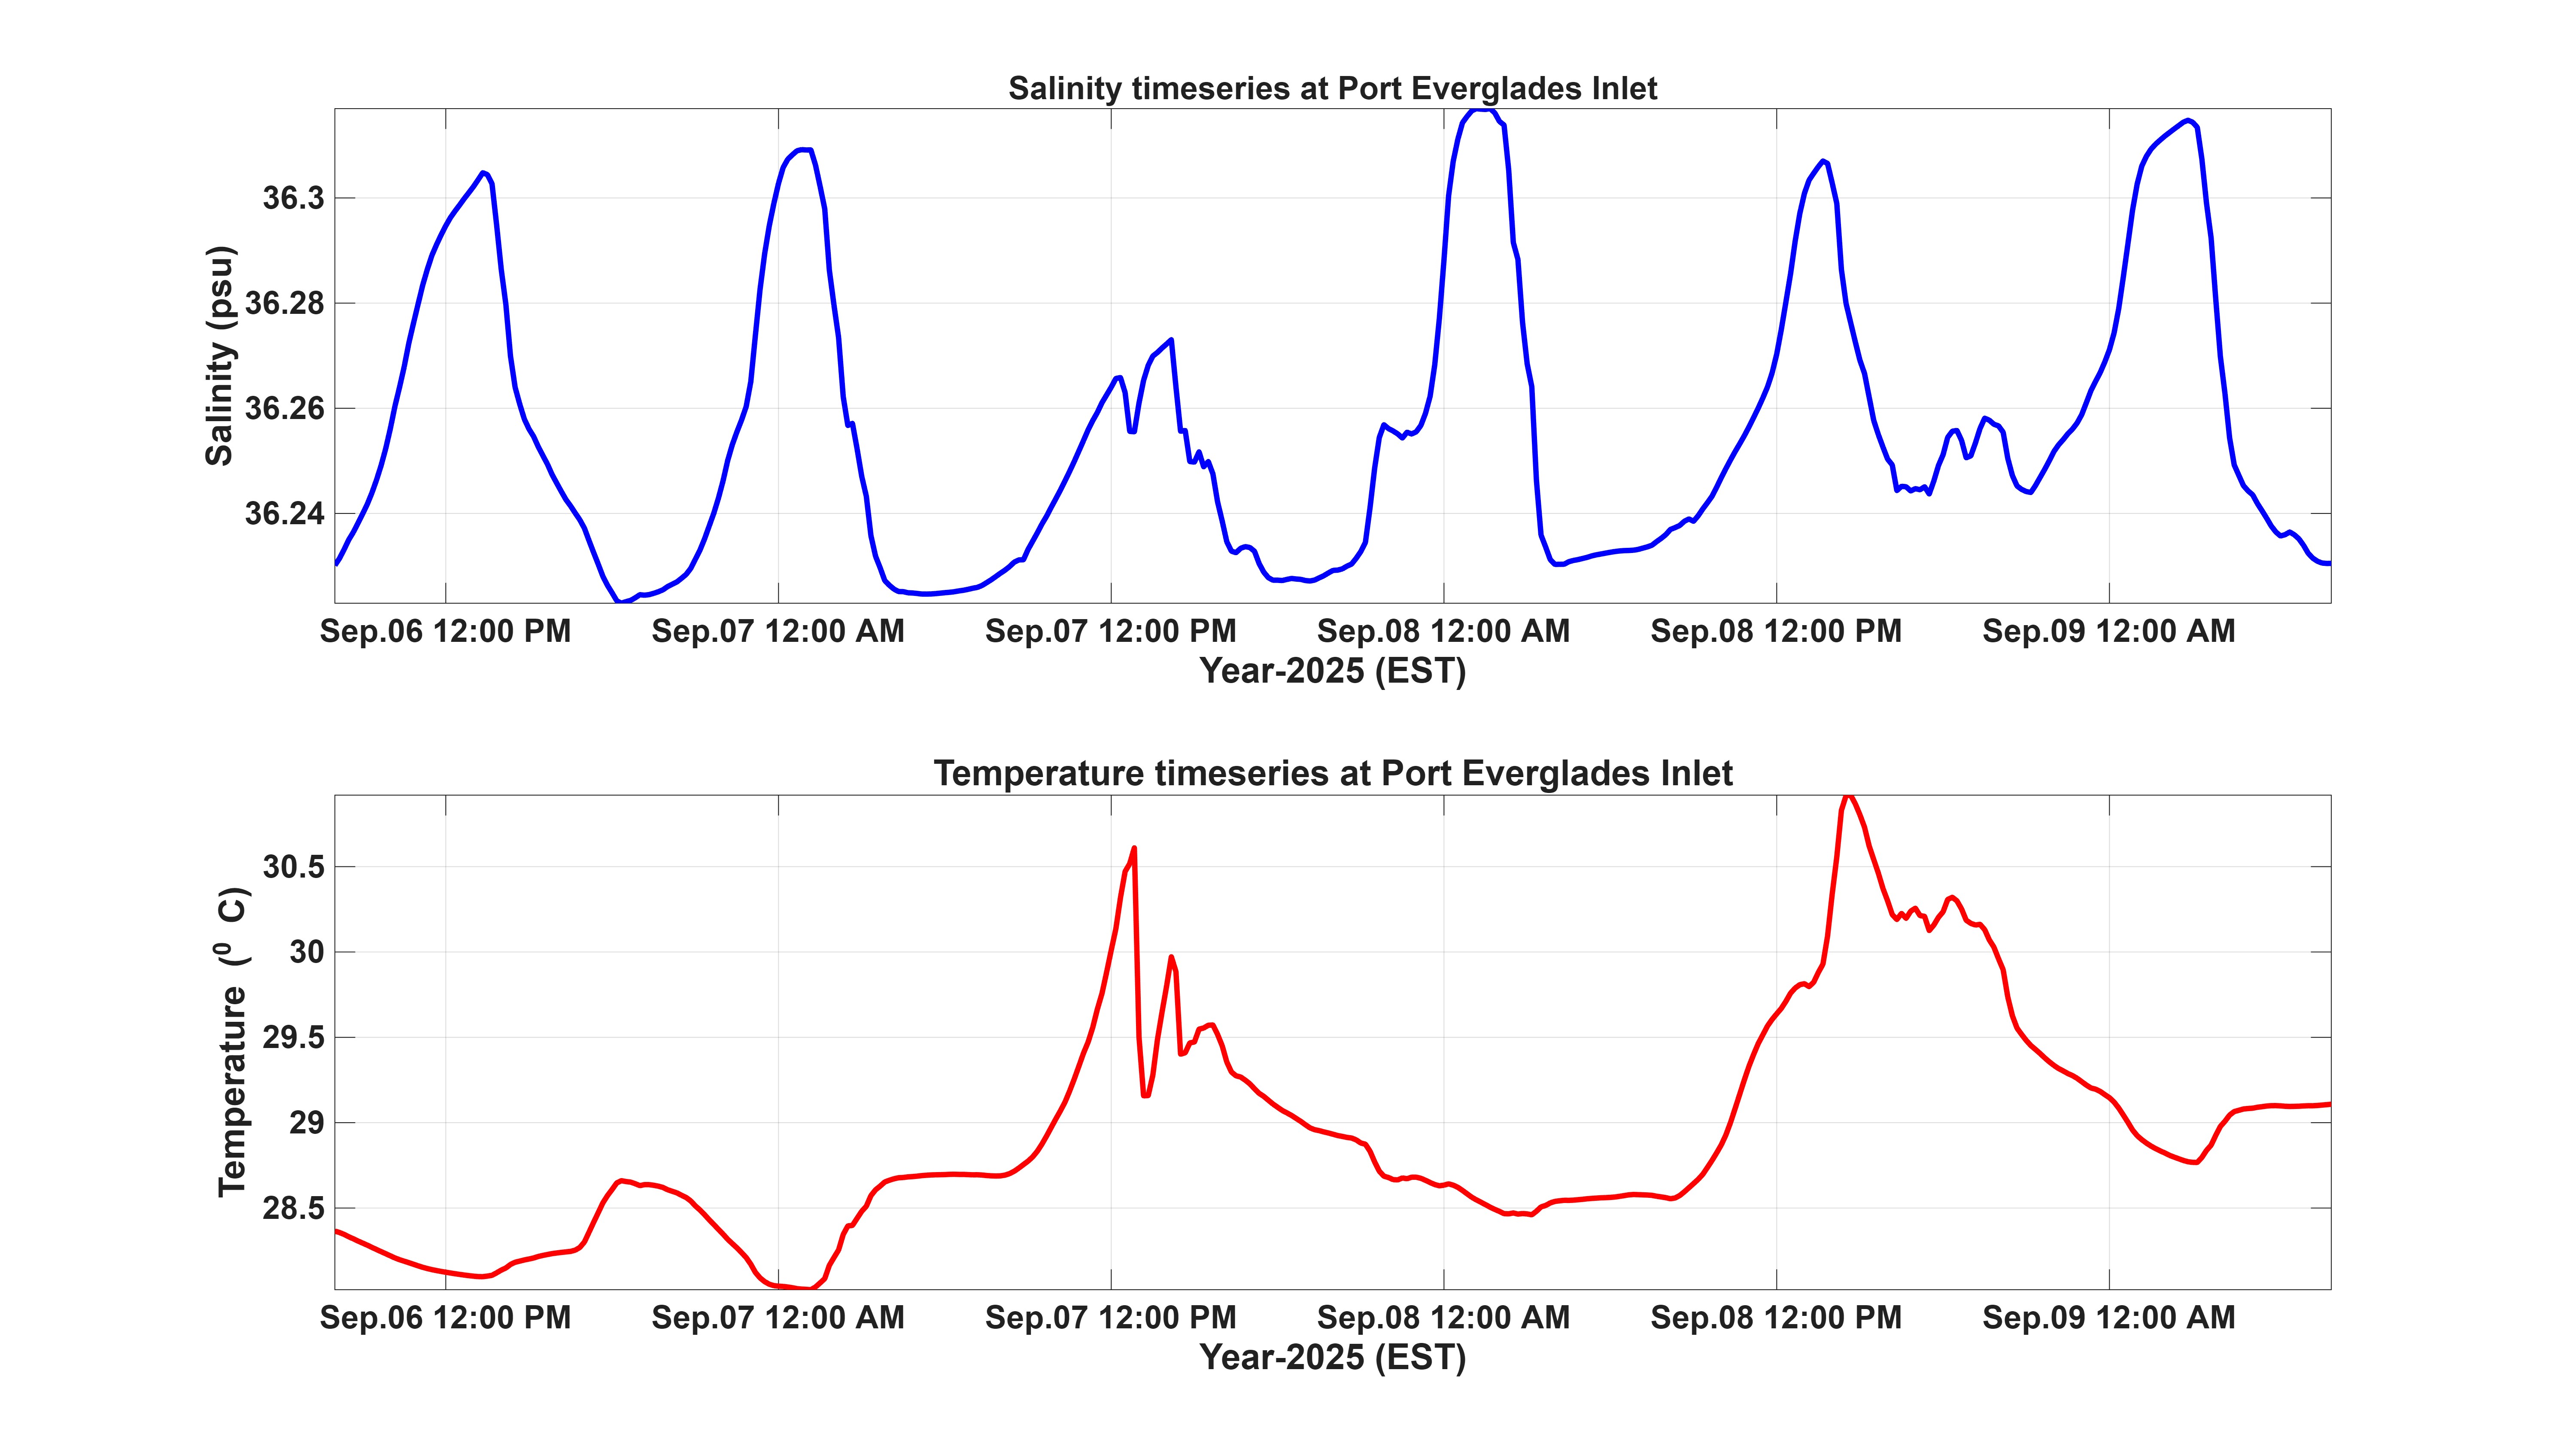 Salinity timeseries at Port Everglades Inlet
Salinity (psu)
36.3
36.28
36.26
36.24
Sep.06 12:00 PM Sep.07 12:00 AM Sep.07 12:00 PM Sep.08 12:00 AM Sep.08 12:00 PM Sep.09 12:00 AM
Year-2025 (EST)
Temperature timeseries at Port Everglades Inlet
Temperature (⁰ C)
30.5
30
29.5
29
28.5
Sep.06 12:00 PM Sep.07 12:00 AM Sep.07 12:00 PM Sep.08 12:00 AM Sep.08 12:00 PM Sep.09 12:00 AM
Year-2025 (EST)